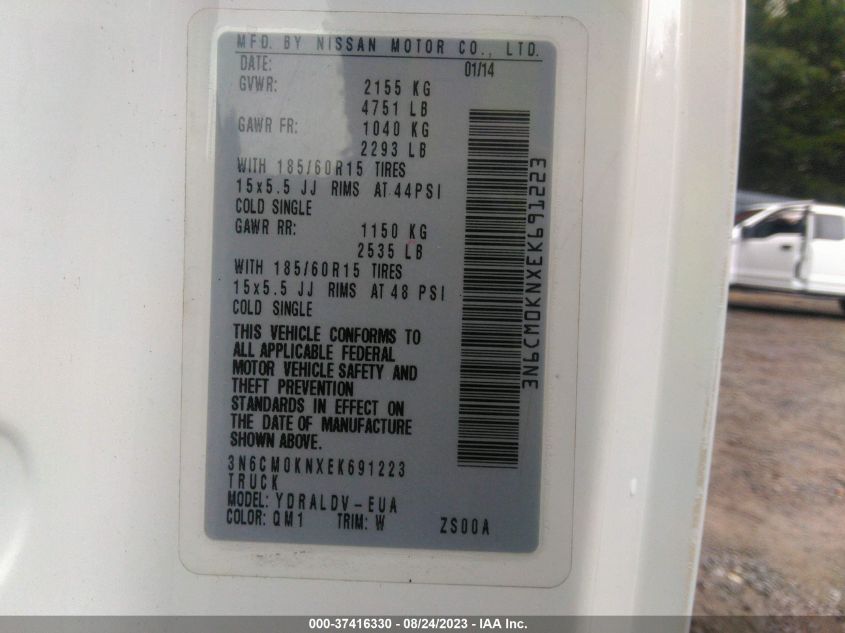 MFD. BY NISSAN MOTOR CO., LTD.
DATE: 01/14
GVWR: 2155 KG
4751 LB
GAWR FR: 1040 KG
2293 LB
WITH 185/60R15 TIRES
15x5.5 JJ RIMS AT 44PSI
COLD SINGLE
GAWR RR: 1150 KG
2535 LB
WITH 185/60R15 TIRES
15x5.5 JJ RIMS AT 48 PSI
COLD SINGLE
THIS VEHICLE CONFORMS TO
ALL APPLICABLE FEDERAL
MOTOR VEHICLE SAFETY AND
THEFT PREVENTION
STANDARDS IN EFFECT ON
THE DATE OF MANUFACTURE
SHOWN ABOVE.
3N6CM0KNXEK691223
TRUCK
MODEL: YDRALDV-EUA
COLOR: QM1 TRIM: W ZS00A
3N6CM0KNXEK691223
000-37416330 - 08/24/2023 - IAA Inc.